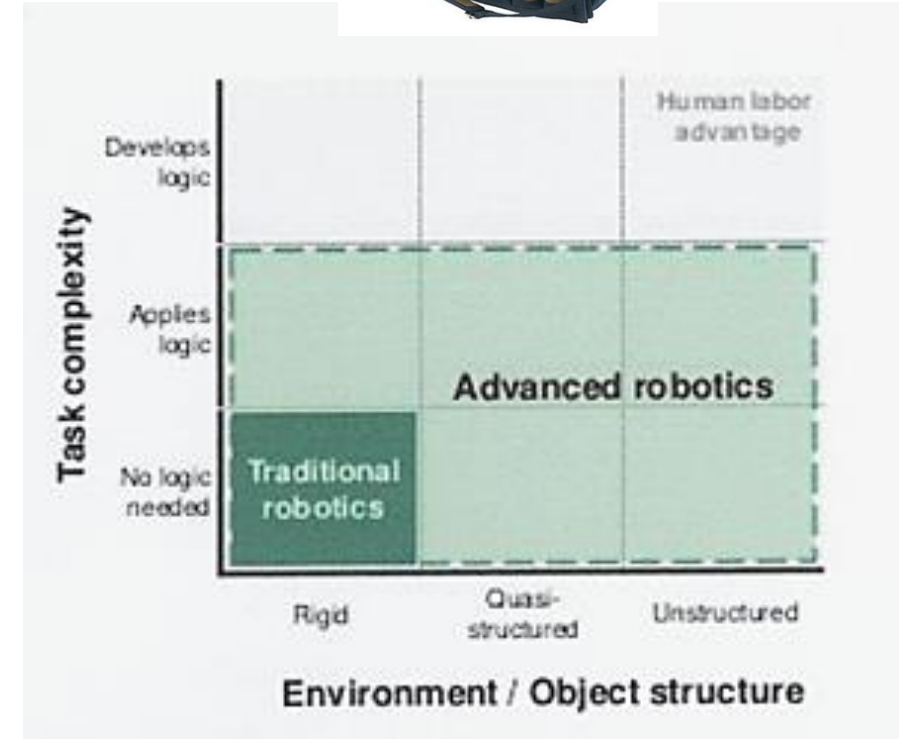 Human labor
advantage
Develops
logic
Task complexity
Applies
logic
Advanced robotics
No logic
needed
Traditional
robotics
Rigid
Quasi-
structured
Unstructured
Environment / Object structure